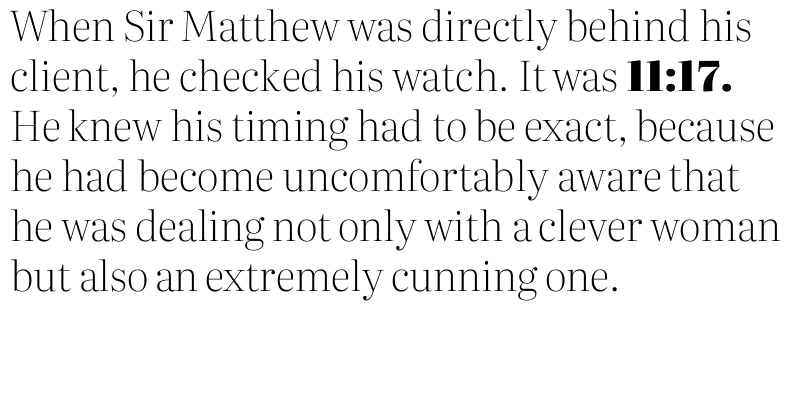 When Sir Matthew was directly behind his
client, he checked his watch. It was 11:17.
He knew his timing had to be exact, because
he had become uncomfortably aware that
he was dealing not only with a clever woman
but also an extremely cunning one.